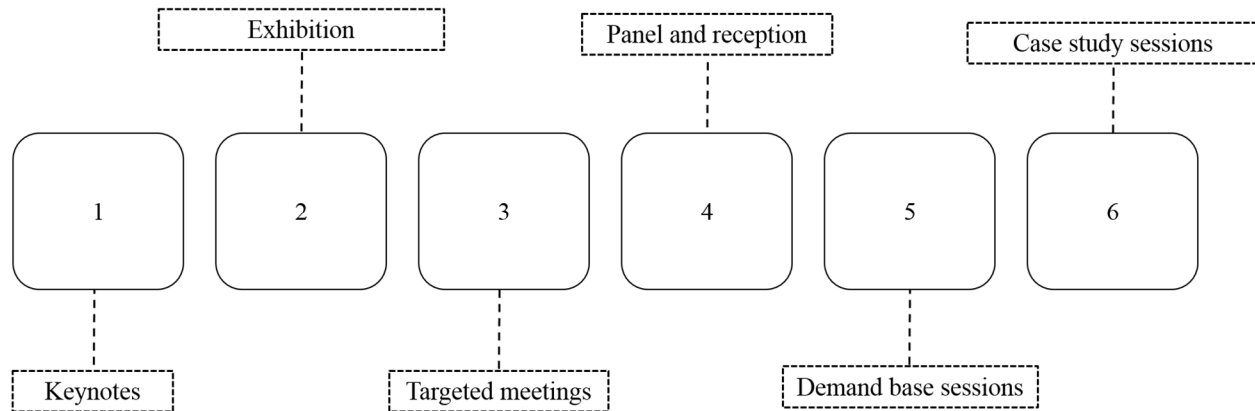 Exhibition
Panel and reception
Case study sessions
1
2
3
4
5
6
Keynotes
Targeted meetings
Demand base sessions